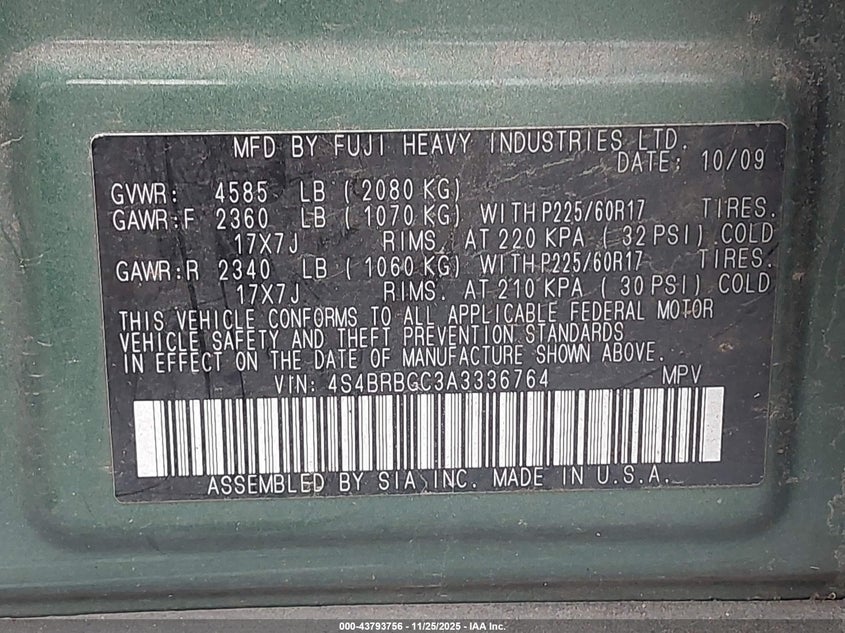 MFD BY FUJI HEAVY INDUSTRIES LTD.
DATE: 10/09
GVWR: 4585 LB ( 2080 KG)
GAWR:F 2360 LB ( 1070 KG) WITH P225/60R17 TIRES.
17X7J RIMS. AT 220 KPA ( 32 PSI) COLD
GAWR:R 2340 LB ( 1060 KG) WITH P225/60R17 TIRES.
17X7J RIMS. AT 210 KPA ( 30 PSI) COLD
THIS VEHICLE CONFORMS TO ALL APPLICABLE FEDERAL MOTOR
VEHICLE SAFETY AND THEFT PREVENTION STANDARDS
IN EFFECT ON THE DATE OF MANUFACTURE SHOWN ABOVE.
VIN: 4S4BRBGC3A3336764 MPV
ASSEMBLED BY SIA INC. MADE IN U.S.A.
000-43793756 - 11/25/2025 - IAA Inc.